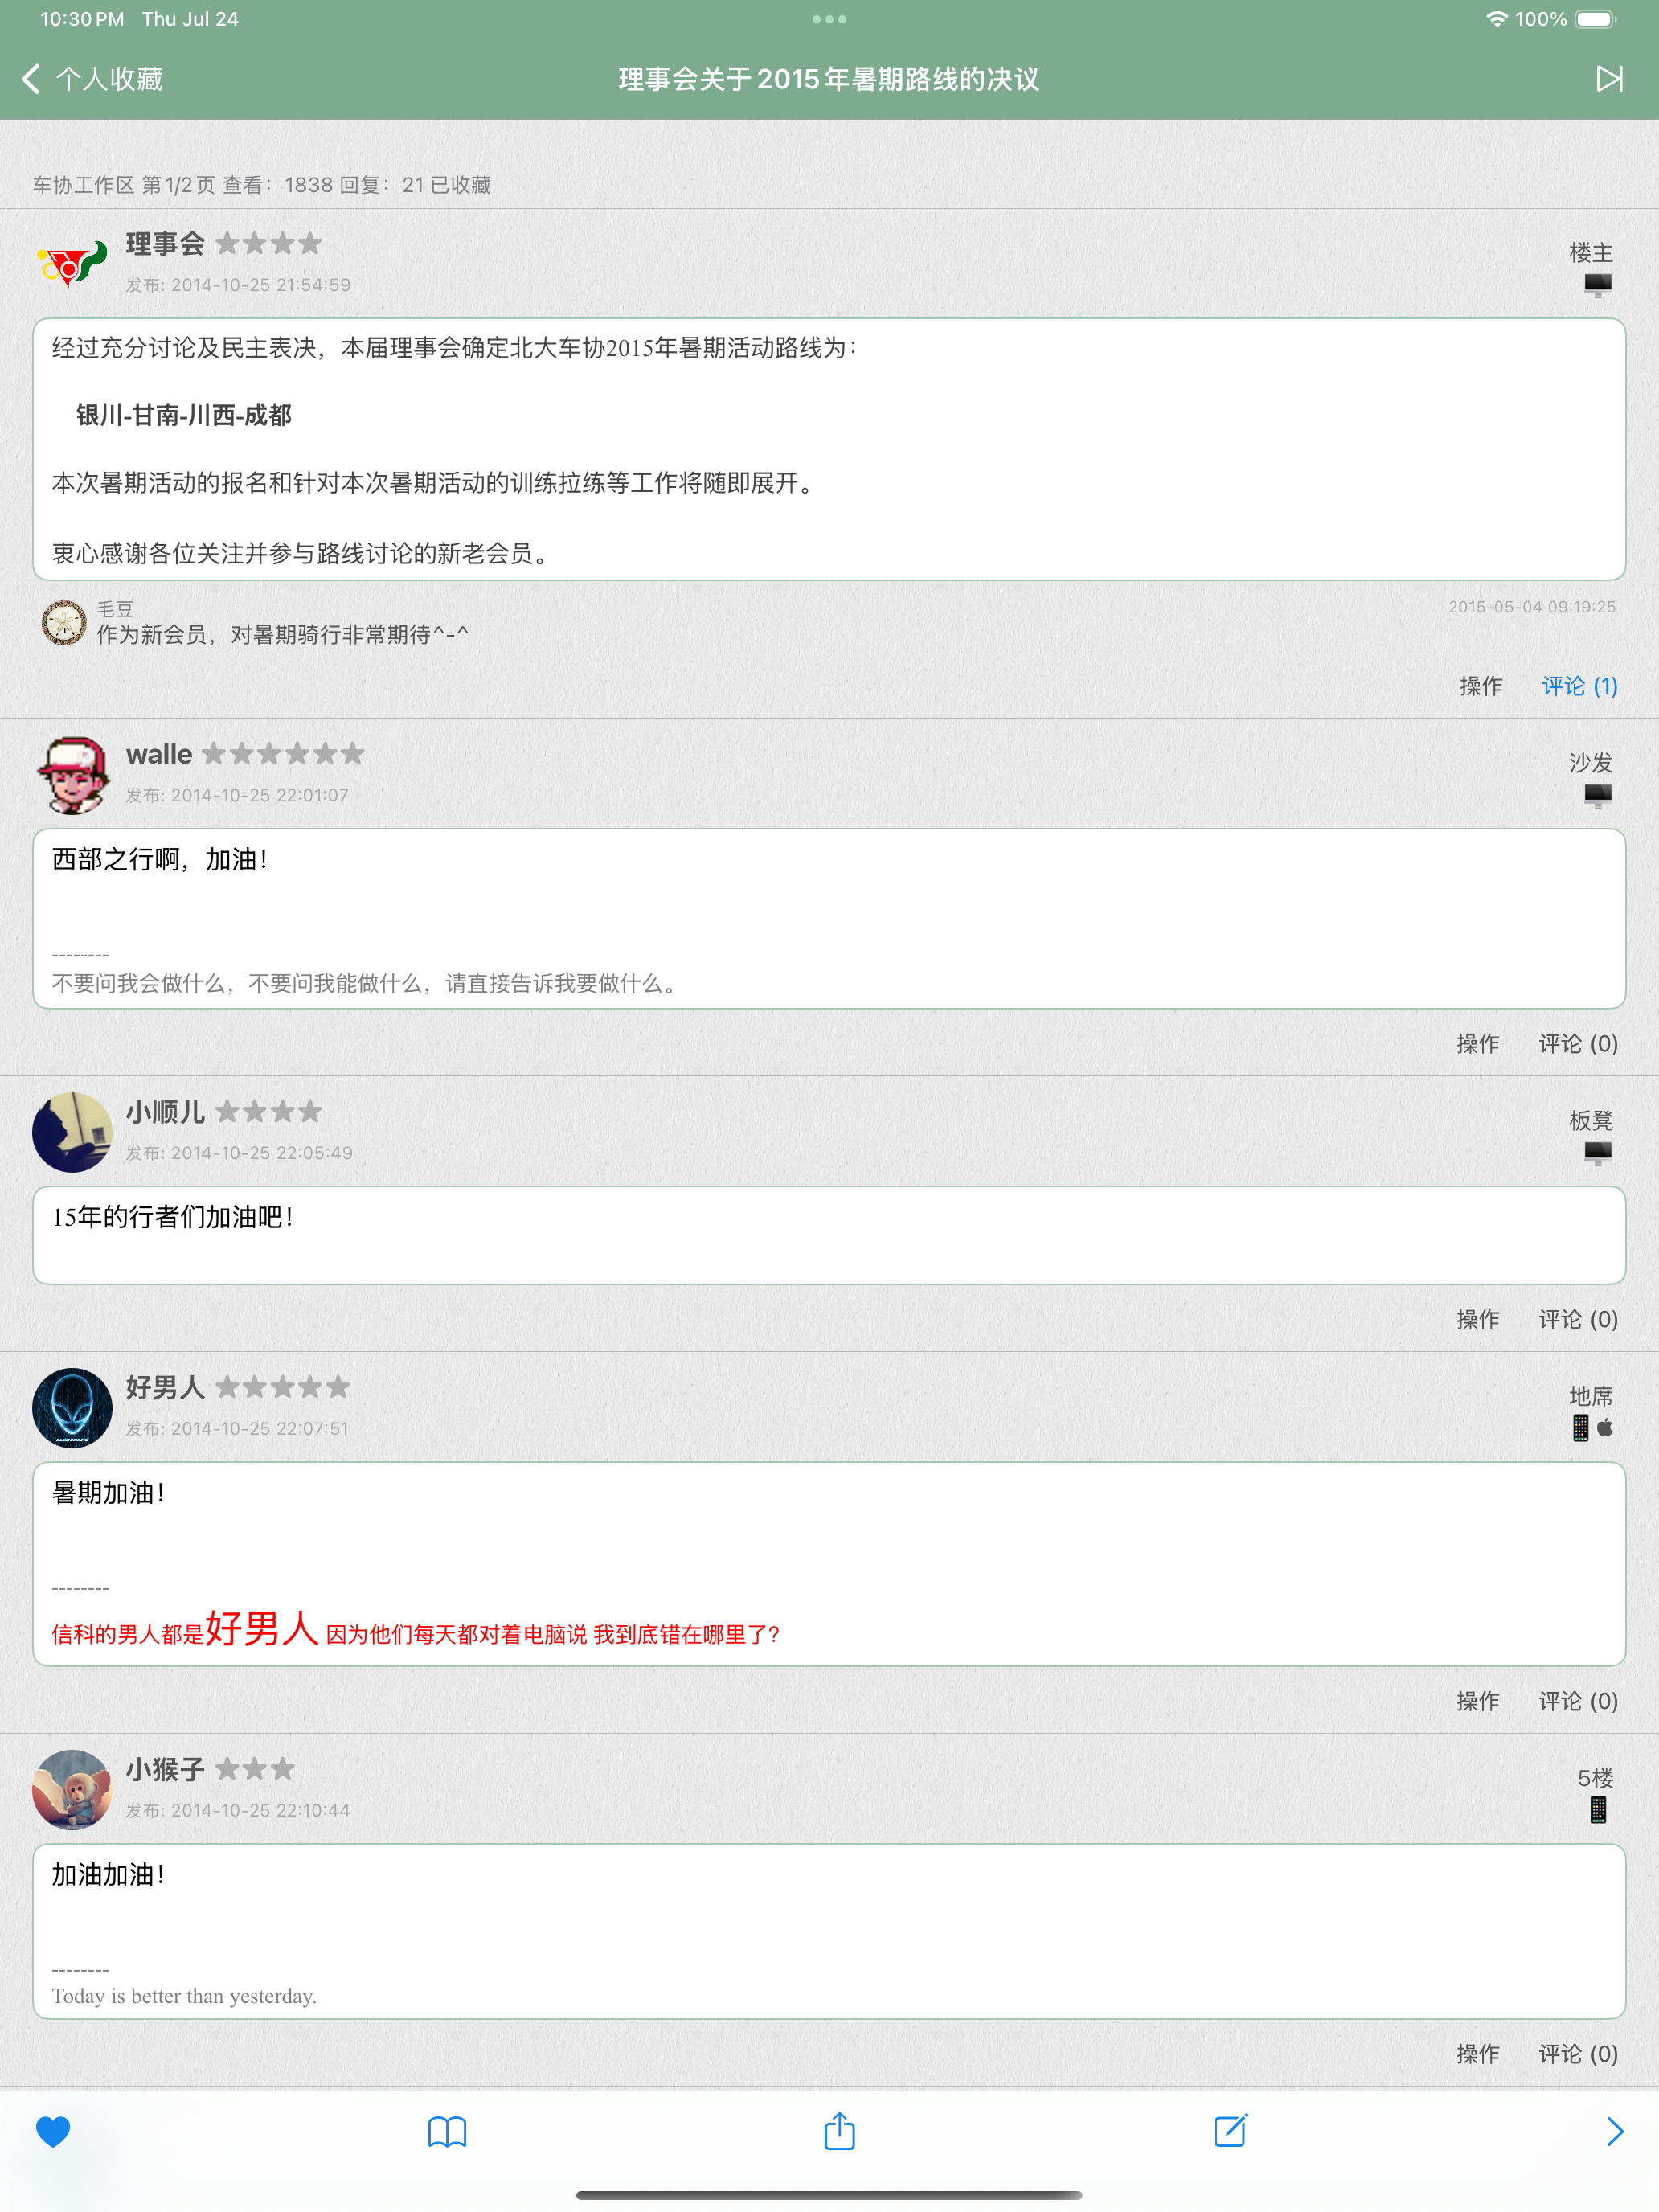 10:30 PM Thu Jul 24
100%
个人收藏
理事会关于2015年暑期路线的决议
车协工作区 第1/2页 查看：1838 回复：21 已收藏
理事会
楼主
发布: 2014-10-25 21:54:59
经过充分讨论及民主表决，本届理事会确定北大车协2015年暑期活动路线为：
银川-甘南-川西-成都
本次暑期活动的报名和针对本次暑期活动的训练拉练等工作将随即展开。
衷心感谢各位关注并参与路线讨论的新老会员。
毛豆
2015-05-04 09:19:25
作为新会员，对暑期骑行非常期待^-^
操作 评论 (1)
walle
沙发
发布: 2014-10-25 22:01:07
西部之行啊，加油！
--------
不要问我会做什么，不要问我能做什么，请直接告诉我要做什么。
操作 评论 (0)
小顺儿
板凳
发布: 2014-10-25 22:05:49
15年的行者们加油吧！
操作 评论 (0)
好男人
地席
发布: 2014-10-25 22:07:51
暑期加油！
--------
信科的男人都是好男人 因为他们每天都对着电脑说 我到底错在哪里了?
操作 评论 (0)
小猴子
5楼
发布: 2014-10-25 22:10:44
加油加油！
--------
Today is better than yesterday.
操作 评论 (0)